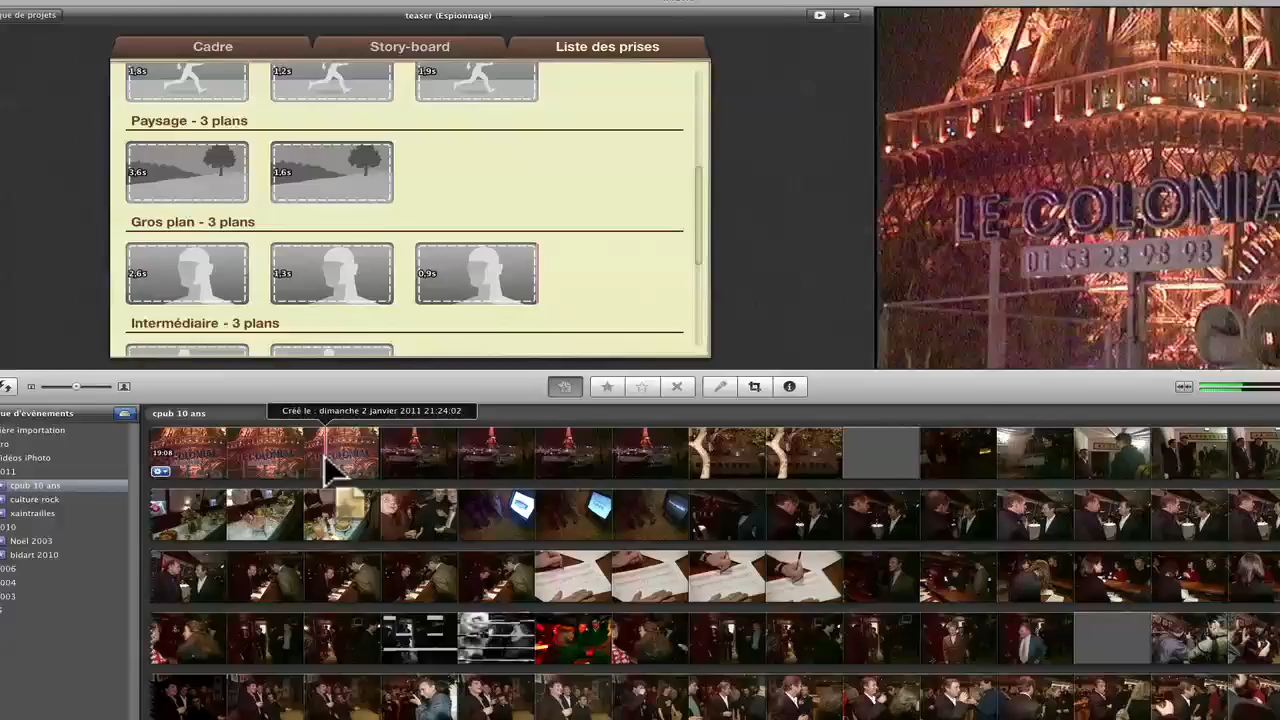 que de projets
teaser (Espionnage)
Cadre
Story-board
Liste des prises
1,8s
1,2s
1,9s
Paysage - 3 plans
3,6s
1,6s
Gros plan - 3 plans
2,6s
1,3s
0,9s
Intermédiaire - 3 plans
LE COLONIA
01 53 23 98 98
ue d'événements
cpub 10 ans
Créé le : dimanche 2 janvier 2011 21:24:02
ière importation
ro
idéos iPhoto
011
cpub 10 ans
culture rock
xaintrailles
010
Noël 2003
bidart 2010
006
004
003
19:08